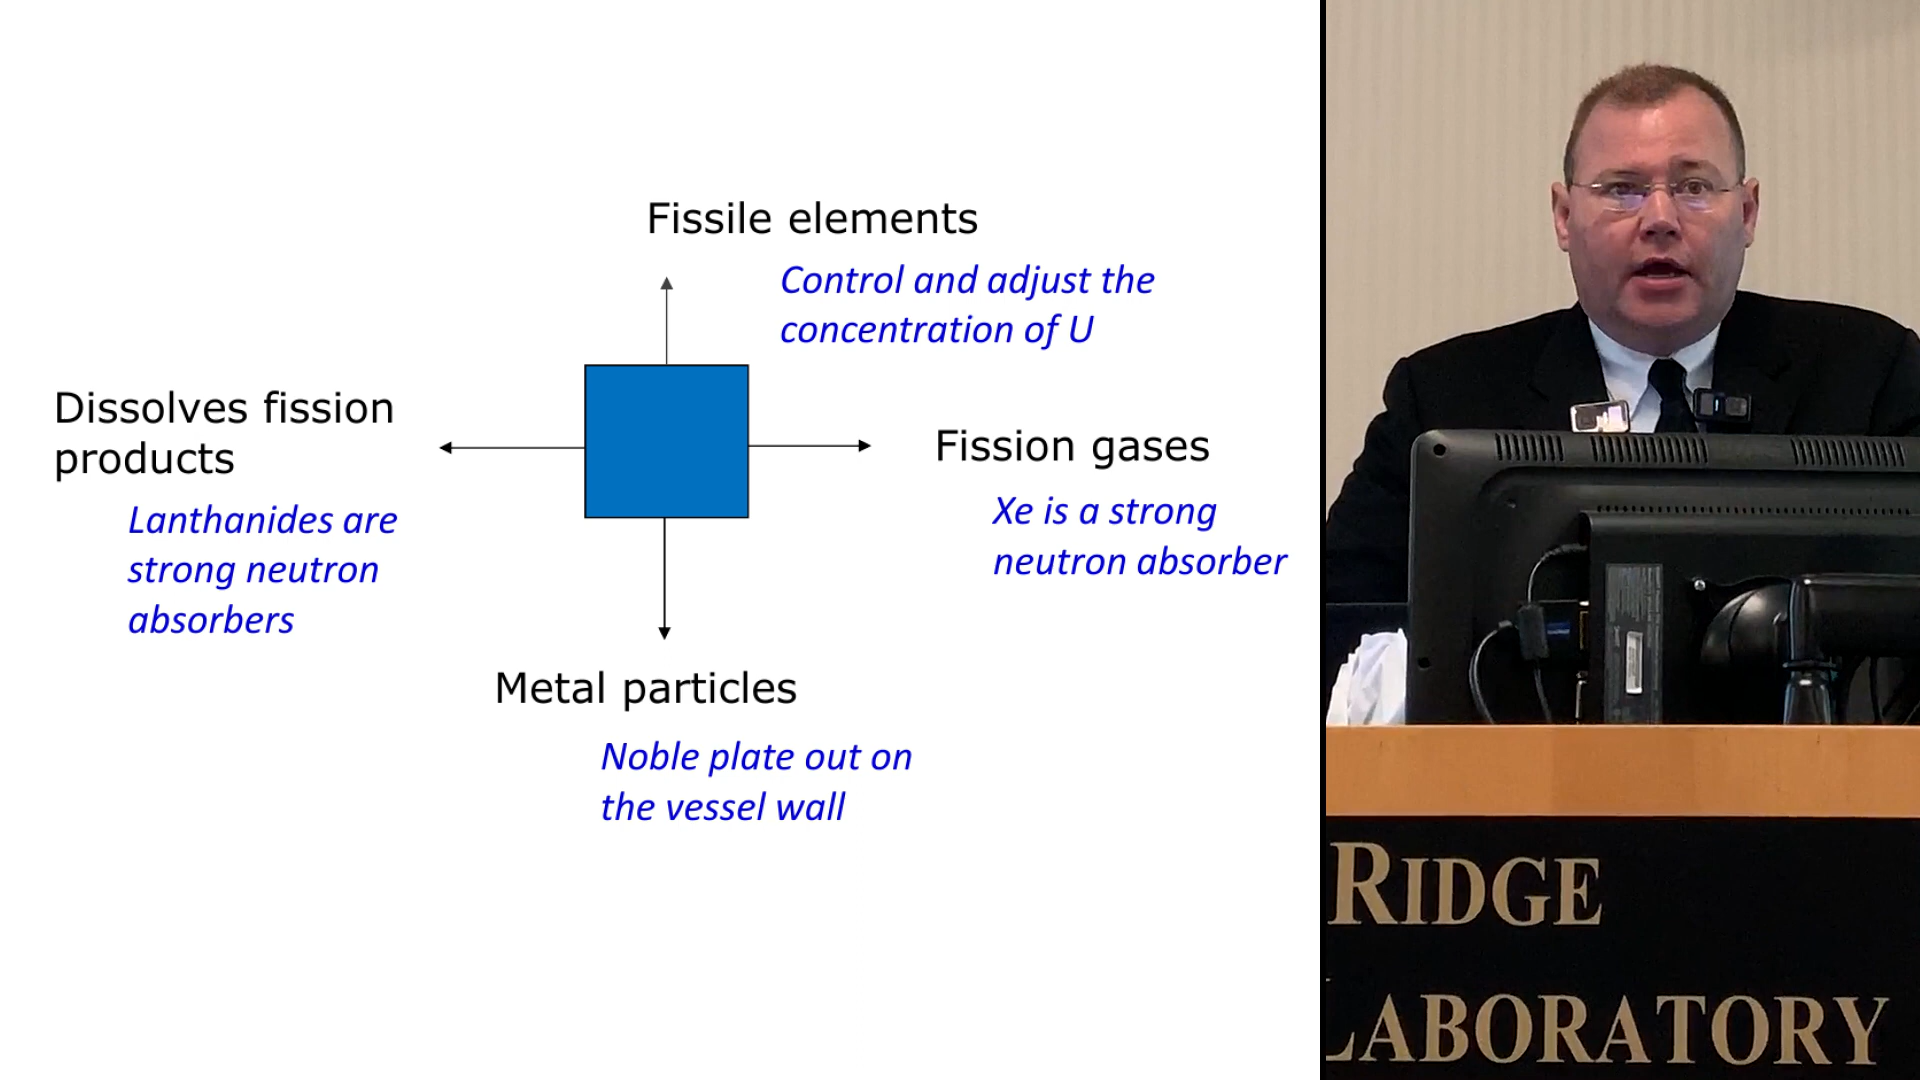 Fissile elements
Control and adjust the
concentration of U
Dissolves fission
products
Lanthanides are
strong neutron
absorbers
Fission gases
Xe is a strong
neutron absorber
Metal particles
Noble plate out on
the vessel wall
RIDGE
LABORATORY